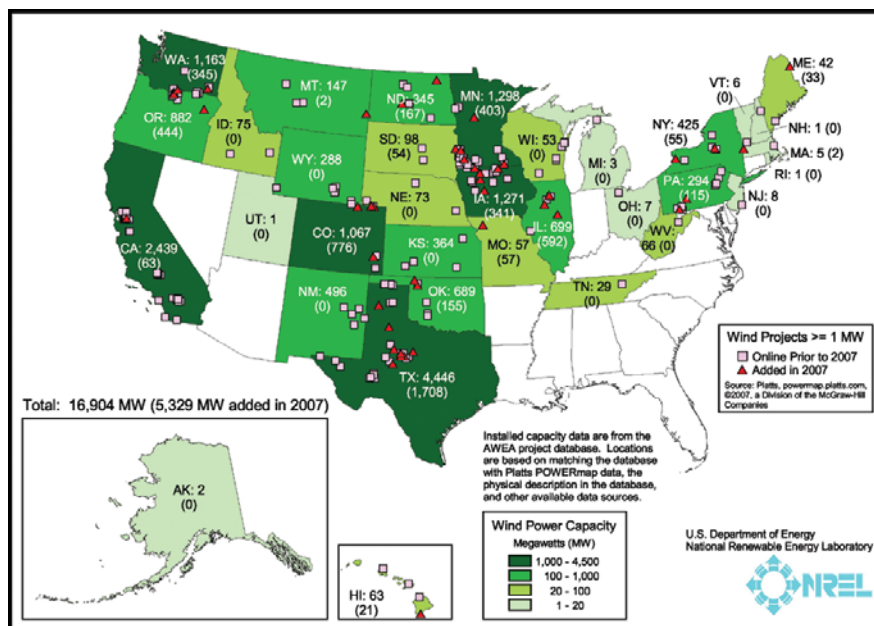 WA: 1,163
(345)
MT: 147
(2)
ND: 345
(167)
MN: 1,298
(403)
ME: 42
(33)
VT: 6
(0)
OR: 882
(444)
ID: 75
(0)
SD: 98
(54)
WI: 53
(0)
NY: 425
(55)
NH: 1 (0)
MA: 5 (2)
RI: 1 (0)
WY: 288
(0)
MI: 3
(0)
IA: 1,271
(341)
PA: 294
(115)
NJ: 8
(0)
NE: 73
(0)
OH: 7
(0)
UT: 1
(0)
CO: 1,067
(776)
IL: 699
(592)
WV:
66 (0)
CA: 2,439
(63)
KS: 364
(0)
MO: 57
(57)
TN: 29
(0)
NM: 496
(0)
OK: 689
(155)
TX: 4,446
(1,708)
Wind Projects >= 1 MW
Online Prior to 2007
Added in 2007
Source: Platts, powermap.platts.com,
©2007, a Division of the McGraw-Hill
Companies
Total: 16,904 MW (5,329 MW added in 2007)
AK: 2
(0)
HI: 63
(21)
Installed capacity data are from the
AWEA project database. Locations
are based on matching the database
with Platts POWERmap data, the
physical description in the database,
and other available data sources.
Wind Power Capacity
Megawatts (MW)
1,000 - 4,500
100 - 1,000
20 - 100
1 - 20
U.S. Department of Energy
National Renewable Energy Laboratory
NREL